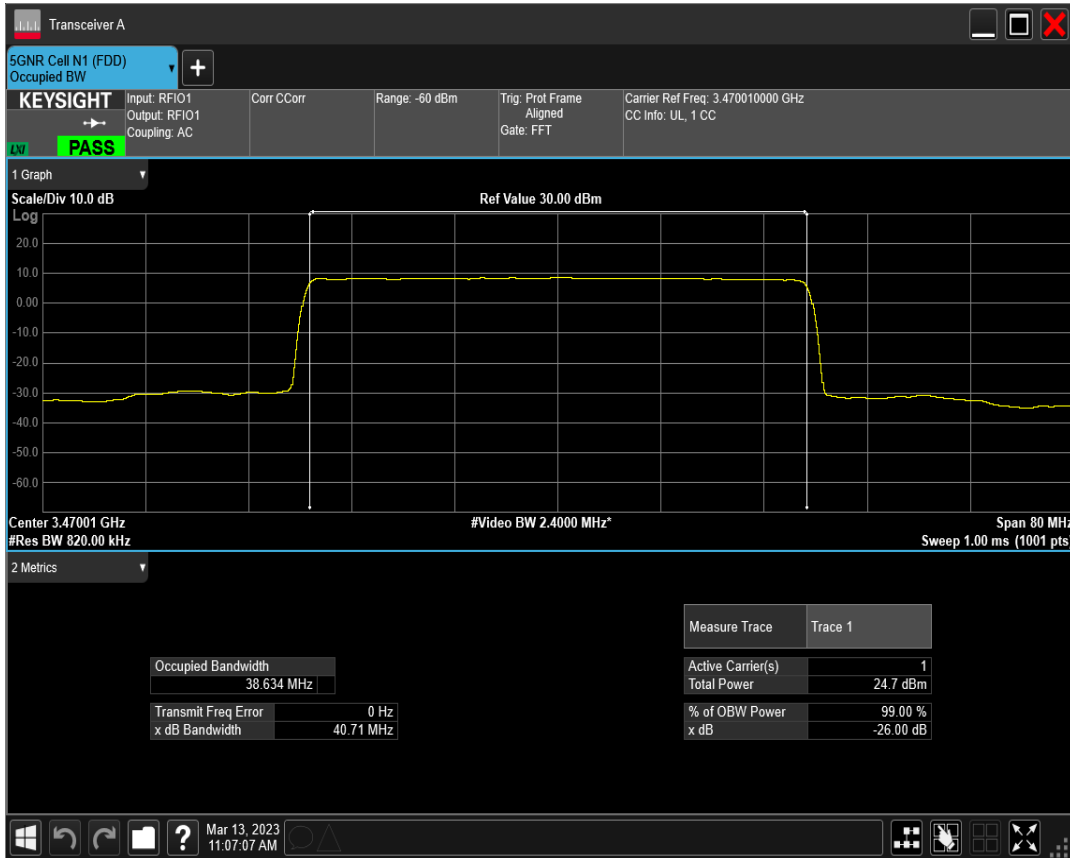 Transceiver A
5GNR Cell N1 (FDD)
Occupied BW
KEYSIGHT
Input: RFIO1
Output: RFIO1
Coupling: AC
Corr CCorr
Range: -60 dBm
Trig: Prot Frame
Aligned
Gate: FFT
Carrier Ref Freq: 3.470010000 GHz
CC Info: UL, 1 CC
LXI
PASS
1 Graph
Scale/Div 10.0 dB
Ref Value 30.00 dBm
Log
20.0
10.0
0.00
-10.0
-20.0
-30.0
-40.0
-50.0
-60.0
Center 3.47001 GHz
#Video BW 2.4000 MHz*
Span 80 MHz
#Res BW 820.00 kHz
Sweep 1.00 ms (1001 pts)
2 Metrics
Measure Trace Trace 1
Occupied Bandwidth
38.634 MHz
Active Carrier(s) 1
Total Power 24.7 dBm
Transmit Freq Error 0 Hz
x dB Bandwidth 40.71 MHz
% of OBW Power 99.00 %
x dB -26.00 dB
?
Mar 13, 2023
11:07:07 AM